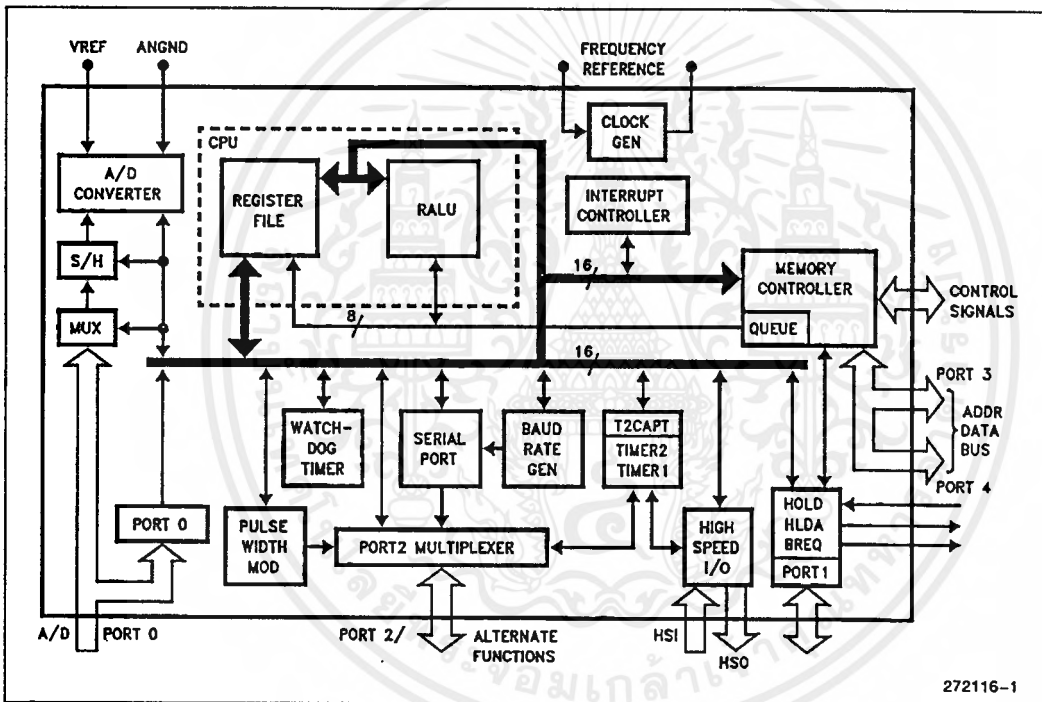 VREF ANGND
FREQUENCY
REFERENCE
CPU
CLOCK
GEN
A/D
CONVERTER
REGISTER
FILE
RALU
INTERRUPT
CONTROLLER
S/H
MUX
16
MEMORY
CONTROLLER
QUEUE
CONTROL
SIGNALS
8
16
PORT 3
ADDR
DATA
BUS
PORT 4
WATCH-
DOG
TIMER
SERIAL
PORT
BAUD
RATE
GEN
T2CAPT
TIMER2
TIMER1
PORT 0
PULSE
WIDTH
MOD
PORT2 MULTIPLEXER
HIGH
SPEED
I/O
HOLD
HLDA
BREQ
PORT1
A/D PORT 0
PORT 2/ ALTERNATE
FUNCTIONS
HSI
HSO
272116-1